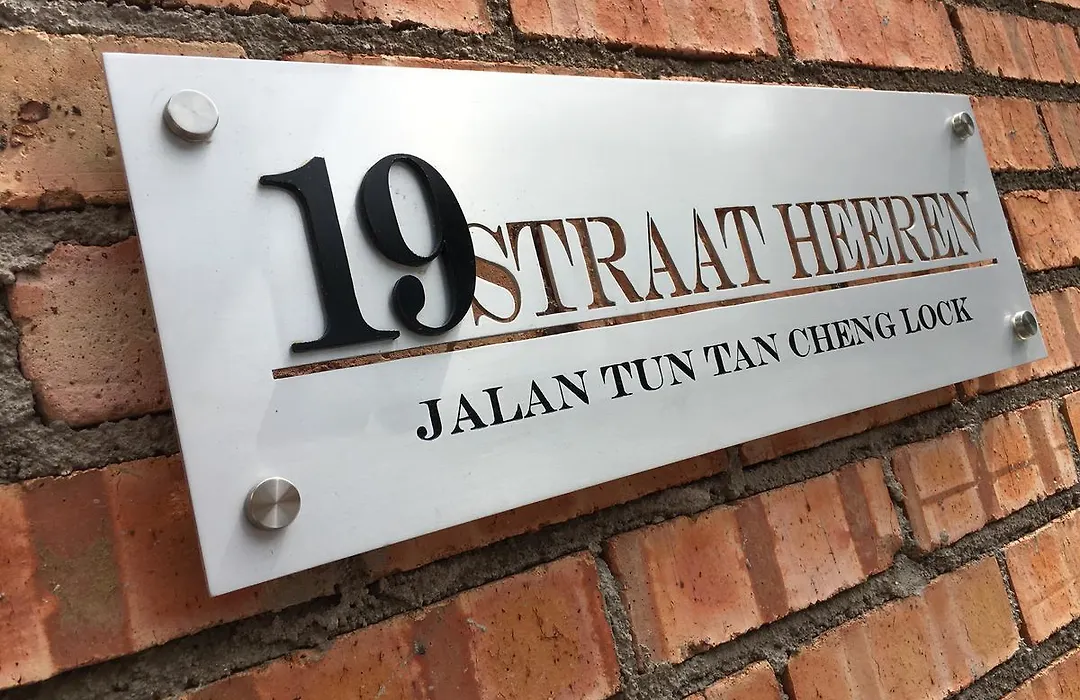 19 STRAAT HEEREN
JALAN TUN TAN CHENG LOCK